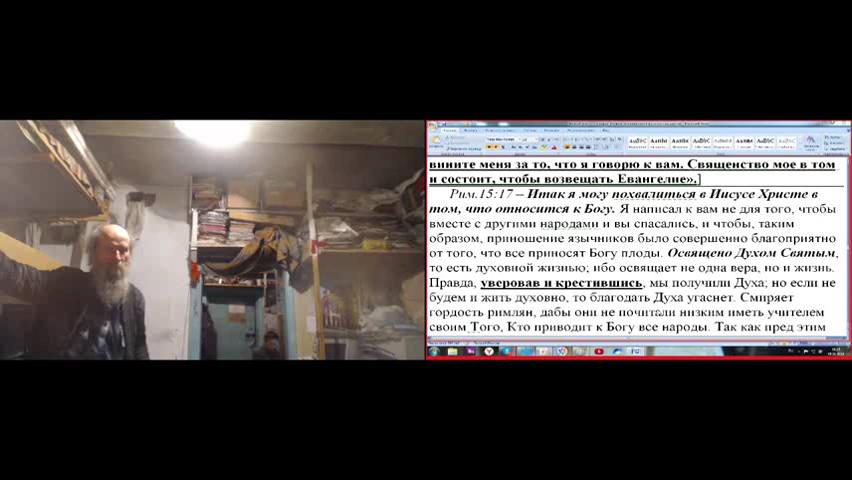 вините меня за то, что я говорю к вам. Священство мое в том
и состоит, чтобы возвещать Евангелие».]
Рим.15:17 – Итак я могу похвалиться в Иисусе Христе в
том, что относится к Богу. Я написал к вам не для того, чтобы
вместе с другими народами и вы спасались, и чтобы, таким
образом, приношение язычников было совершенно благоприятно
от того, что все приносят Богу плоды. Освящено Духом Святым,
то есть духовной жизнью; ибо освящает не одна вера, но и жизнь.
Правда, уверовав и крестившись, мы получили Духа; но если не
будем и жить духовно, то благодать Духа угаснет. Смиряет
гордость римлян, дабы они не почитали низким иметь учителем
своим Того, Кто приводит к Богу все народы. Так как пред этим